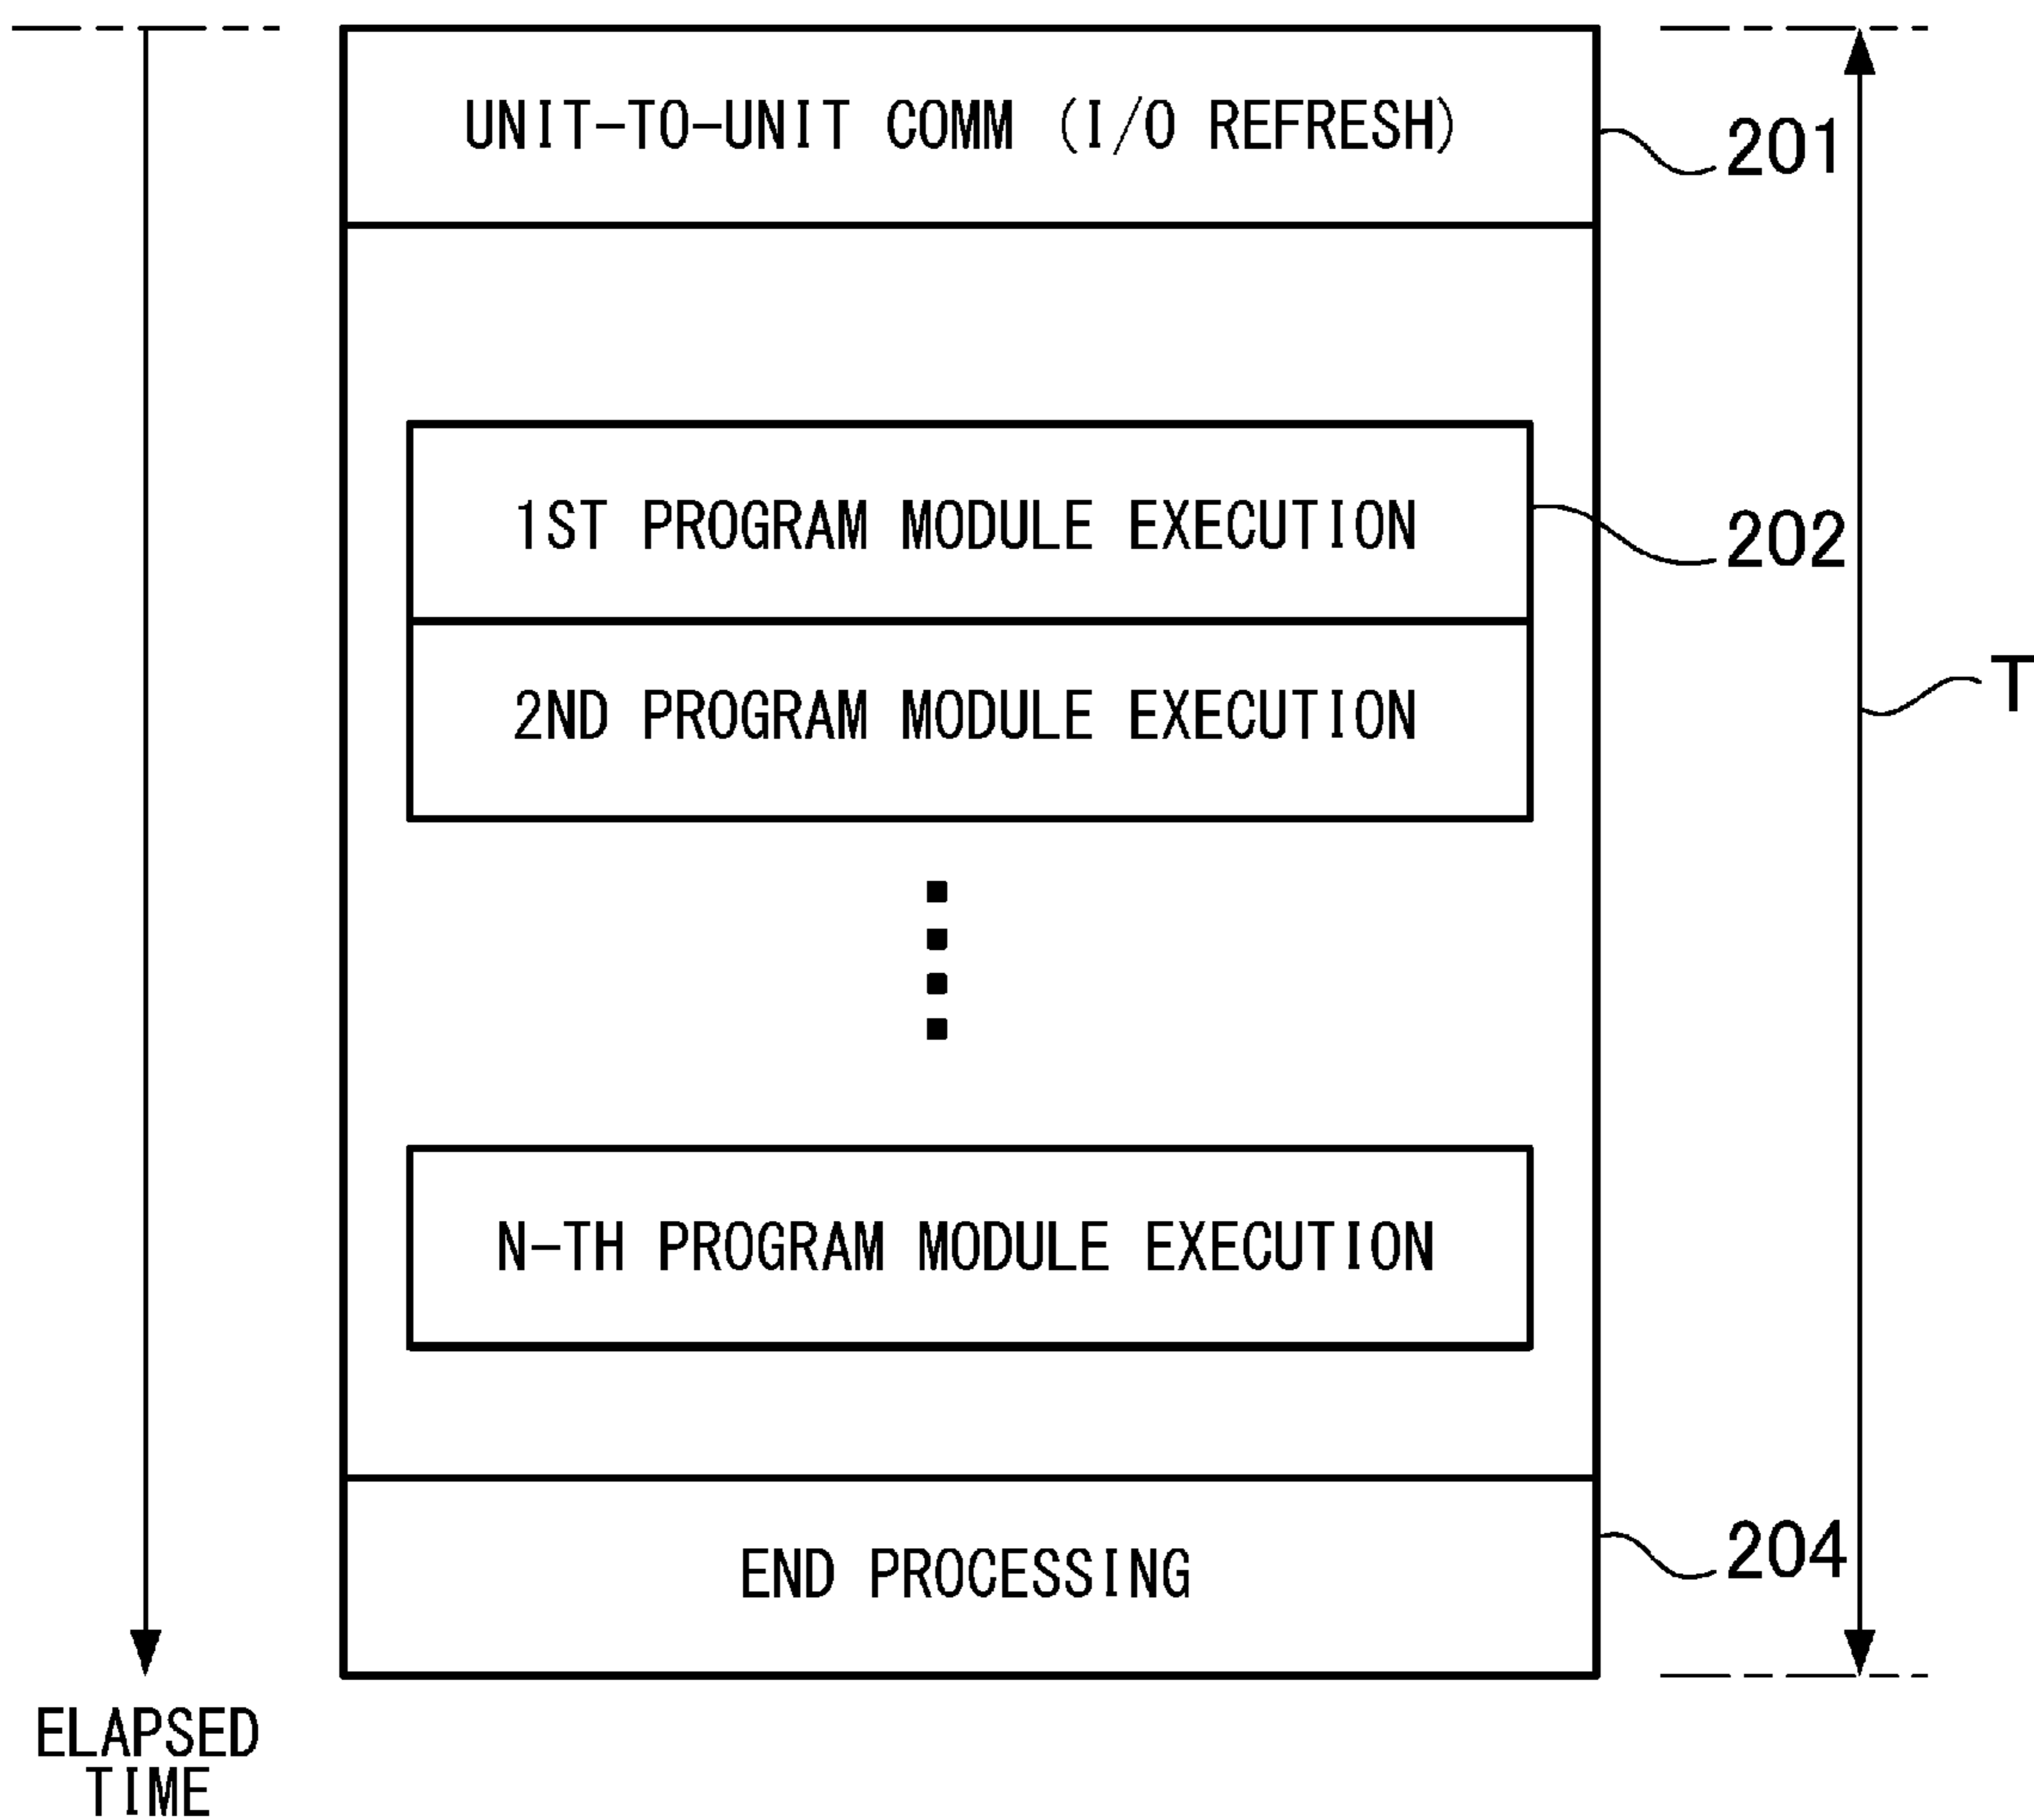 UNIT-TO-UNIT COMM (I/O REFRESH)
201
1ST PROGRAM MODULE EXECUTION
202
T
2ND PROGRAM MODULE EXECUTION
N-TH PROGRAM MODULE EXECUTION
END PROCESSING
204
ELAPSED
TIME